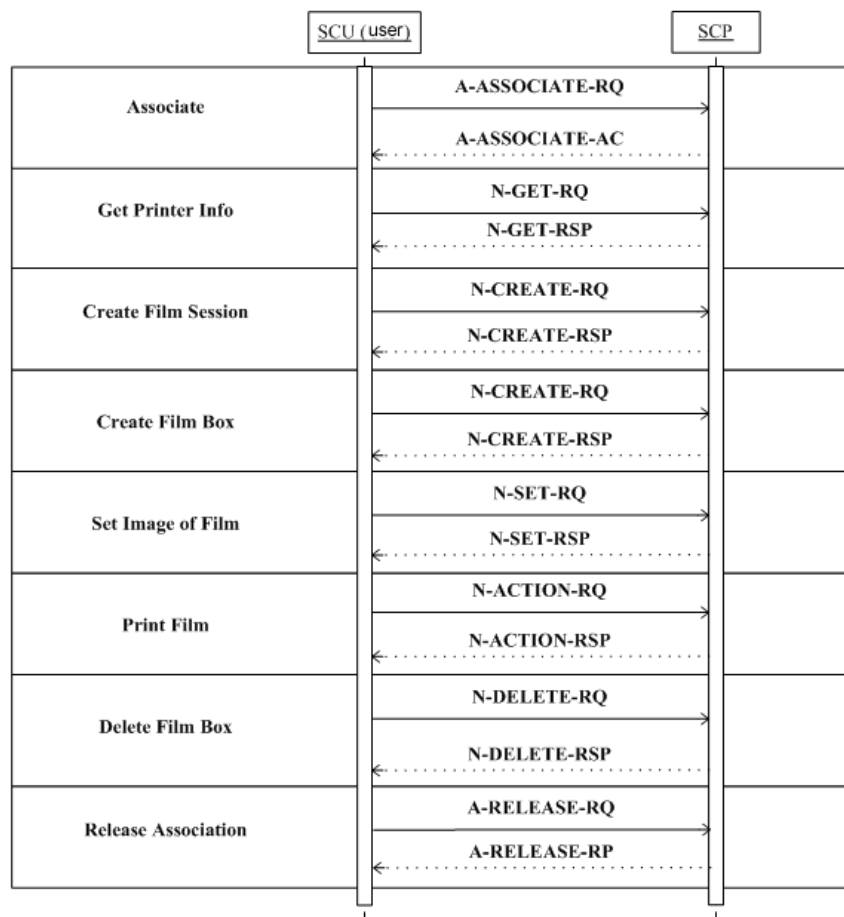 SCU (user)
SCP
Associate
A-ASSOCIATE-RQ
A-ASSOCIATE-AC
Get Printer Info
N-GET-RQ
N-GET-RSP
Create Film Session
N-CREATE-RQ
N-CREATE-RSP
Create Film Box
N-CREATE-RQ
N-CREATE-RSP
Set Image of Film
N-SET-RQ
N-SET-RSP
Print Film
N-ACTION-RQ
N-ACTION-RSP
Delete Film Box
N-DELETE-RQ
N-DELETE-RSP
Release Association
A-RELEASE-RQ
A-RELEASE-RP